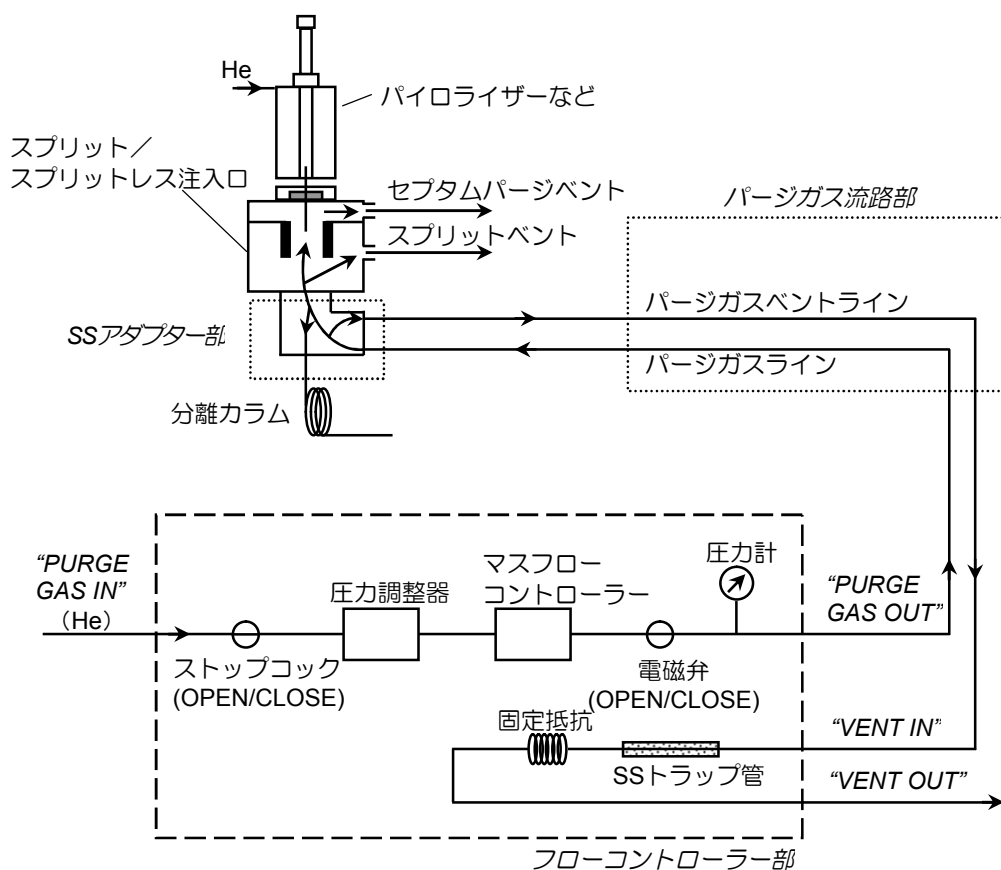 He
パイロライザーなど
スプリット／
スプリットレス注入口
セプタムパージベント
スプリットベント
パージガス流路部
パージガスベントライン
パージガスライン
SSアダプター部
分離カラム
“PURGE
GAS IN”
（He）
ストップコック
(OPEN/CLOSE)
圧力調整器
マスフロー
コントローラー
圧力計
電磁弁
(OPEN/CLOSE)
“PURGE
GAS OUT”
固定抵抗
SSトラップ管
“VENT IN”
“VENT OUT”
フローコントローラー部